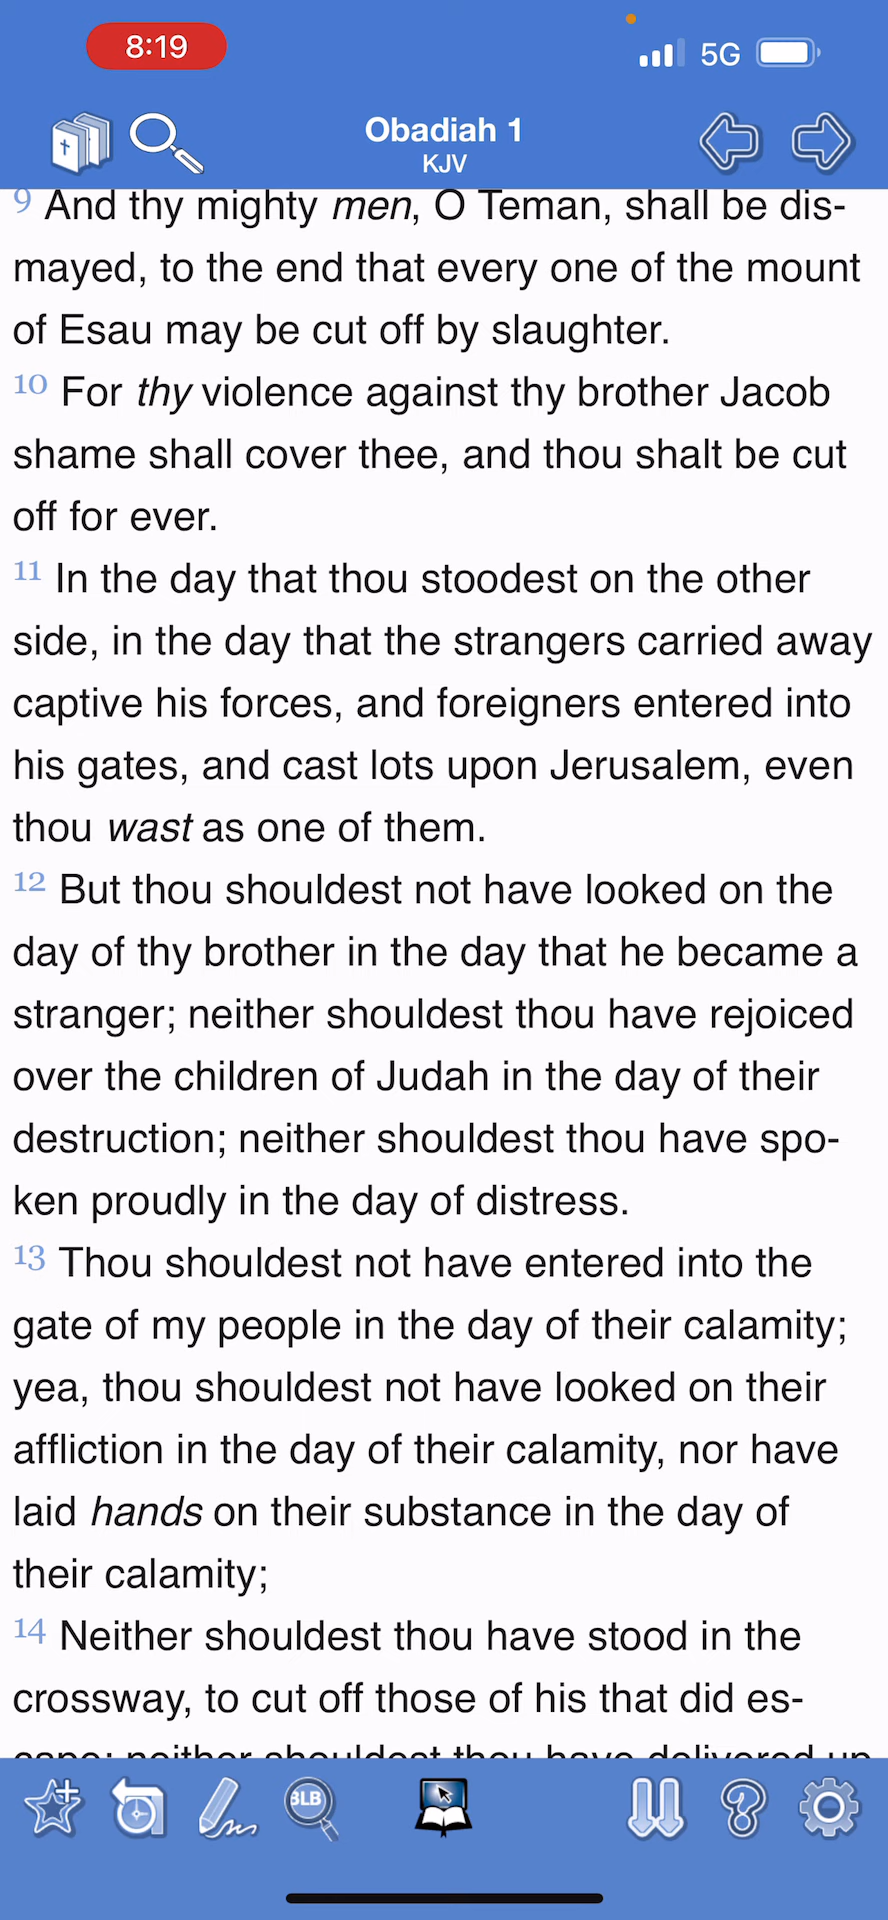 8:19
5G
Obadiah 1
KJV
9 And thy mighty men, O Teman, shall be dis-
mayed, to the end that every one of the mount
of Esau may be cut off by slaughter.
10 For thy violence against thy brother Jacob
shame shall cover thee, and thou shalt be cut
off for ever.
11 In the day that thou stoodest on the other
side, in the day that the strangers carried away
captive his forces, and foreigners entered into
his gates, and cast lots upon Jerusalem, even
thou wast as one of them.
12 But thou shouldest not have looked on the
day of thy brother in the day that he became a
stranger; neither shouldest thou have rejoiced
over the children of Judah in the day of their
destruction; neither shouldest thou have spo-
ken proudly in the day of distress.
13 Thou shouldest not have entered into the
gate of my people in the day of their calamity;
yea, thou shouldest not have looked on their
affliction in the day of their calamity, nor have
laid hands on their substance in the day of
their calamity;
14 Neither shouldest thou have stood in the
crossway, to cut off those of his that did es-
cape; neither shouldest thou have delivered up
BLB